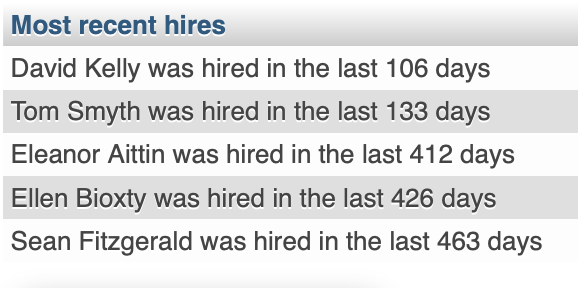 Most recent hires
David Kelly was hired in the last 106 days
Tom Smyth was hired in the last 133 days
Eleanor Aittin was hired in the last 412 days
Ellen Bioxty was hired in the last 426 days
Sean Fitzgerald was hired in the last 463 days